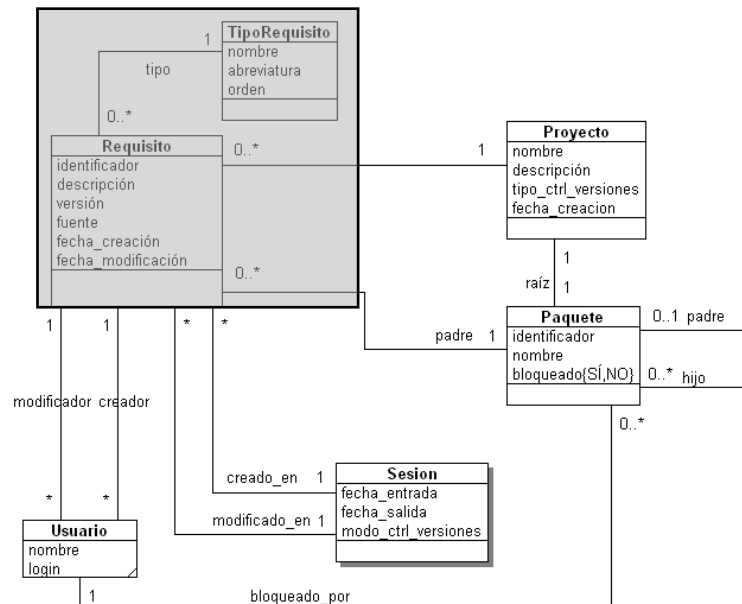 1
TipoRequisito
nombre
abreviatura
orden
tipo
0..*
Requisito
identificador
descripción
versión
fuente
fecha_creación
fecha_modificación
0..*
1
Proyecto
nombre
descripción
tipo_ctrl_versiones
fecha_creacion
0..*
1
raíz
1
Paquete
identificador
nombre
bloqueado{SÍ,NO}
padre 1
0..1 padre
0..* hijo
0..*
1 1 * *
modificador creador
creado_en 1
modificado_en 1
Sesion
fecha_entrada
fecha_salida
modo_ctrl_versiones
* *
Usuario
nombre
login
1
bloqueado_por